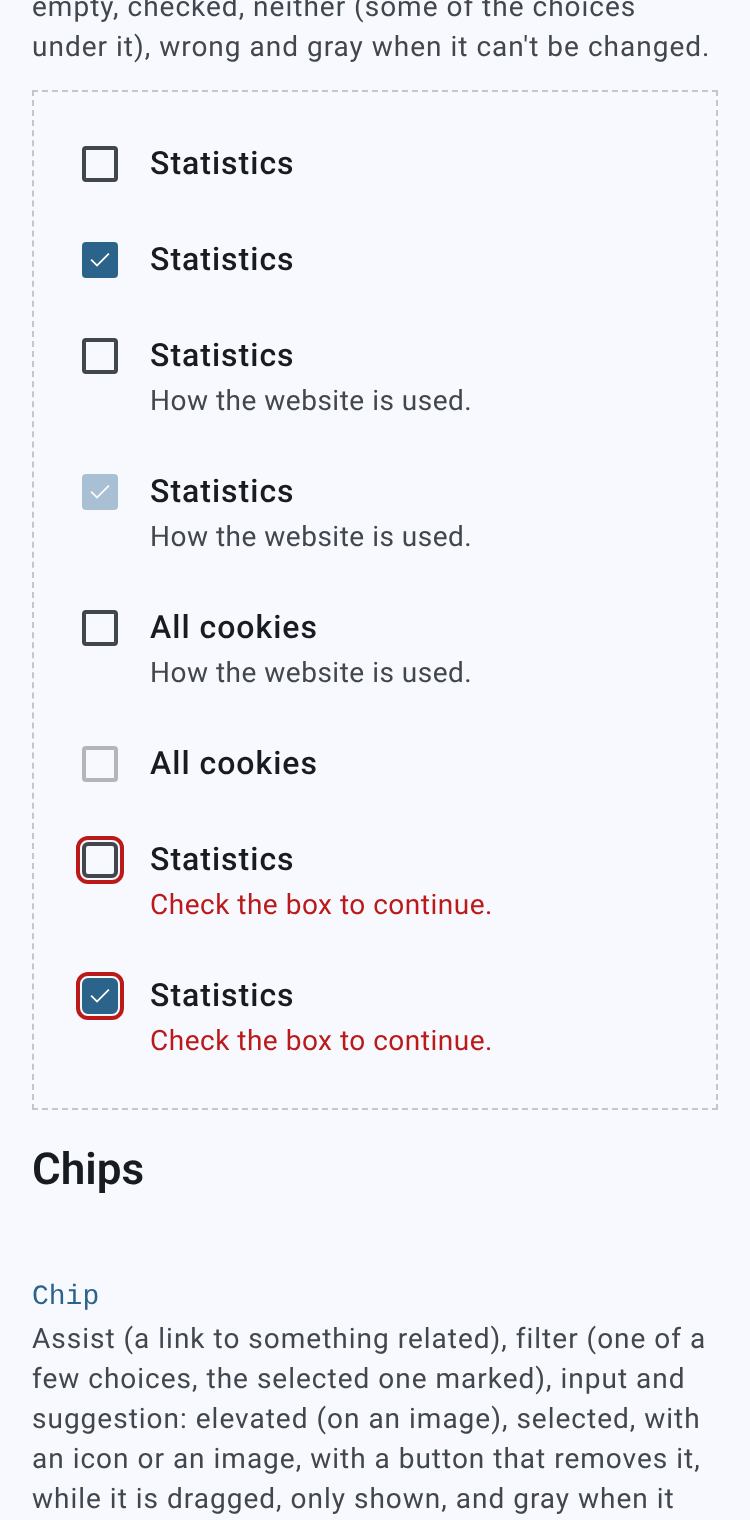 empty, checked, neither (some of the choices
under it), wrong and gray when it can't be changed.
Statistics
Statistics
Statistics
How the website is used.
Statistics
How the website is used.
All cookies
How the website is used.
All cookies
Statistics
Check the box to continue.
Statistics
Check the box to continue.
Chips
Chip
Assist (a link to something related), filter (one of a
few choices, the selected one marked), input and
suggestion: elevated (on an image), selected, with
an icon or an image, with a button that removes it,
while it is dragged, only shown, and gray when it